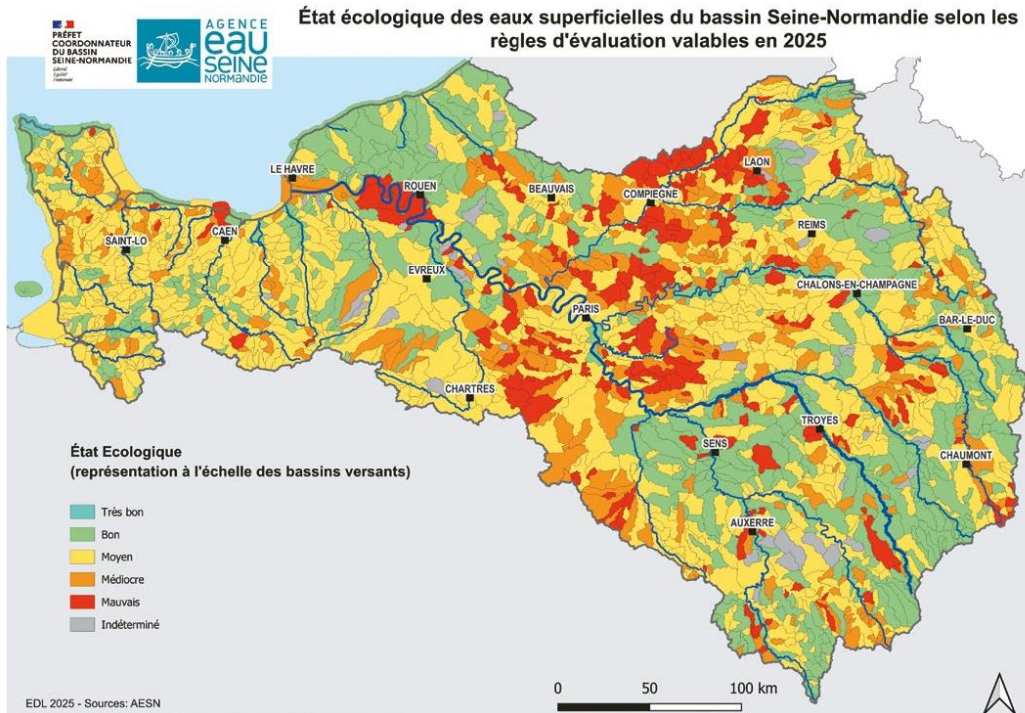 État écologique des eaux superficielles du bassin Seine-Normandie selon les
règles d'évaluation valables en 2025
PRÉFET
COORDONNATEUR
DU BASSIN
SEINE-NORMANDIE
Liberté
Égalité
Fraternité
AGENCE
eau
SEINE
NORMANDIE
LE HAVRE
ROUEN
BEAUVAIS
COMPIEGNE
LAON
SAINT-LO
CAEN
REIMS
EVREUX
CHALONS-EN-CHAMPAGNE
PARIS
BAR-LE-DUC
CHARTRES
TROYES
SENS
CHAUMONT
AUXERRE
État Ecologique
(représentation à l'échelle des bassins versants)
Très bon
Bon
Moyen
Médiocre
Mauvais
Indéterminé
0 50 100 km
EDL 2025 - Sources: AESN